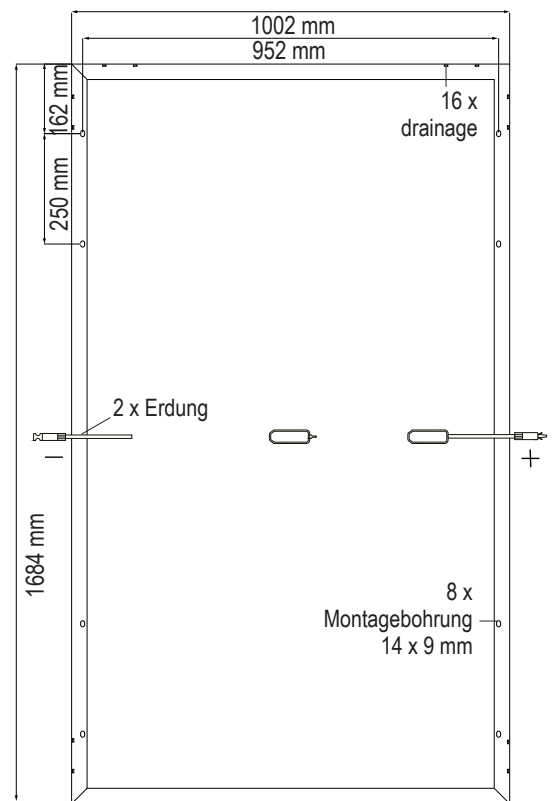 1002 mm
952 mm
162 mm
16 x
drainage
250 mm
2 x Erdung
−
+
1684 mm
8 x
Montagebohrung
14 x 9 mm